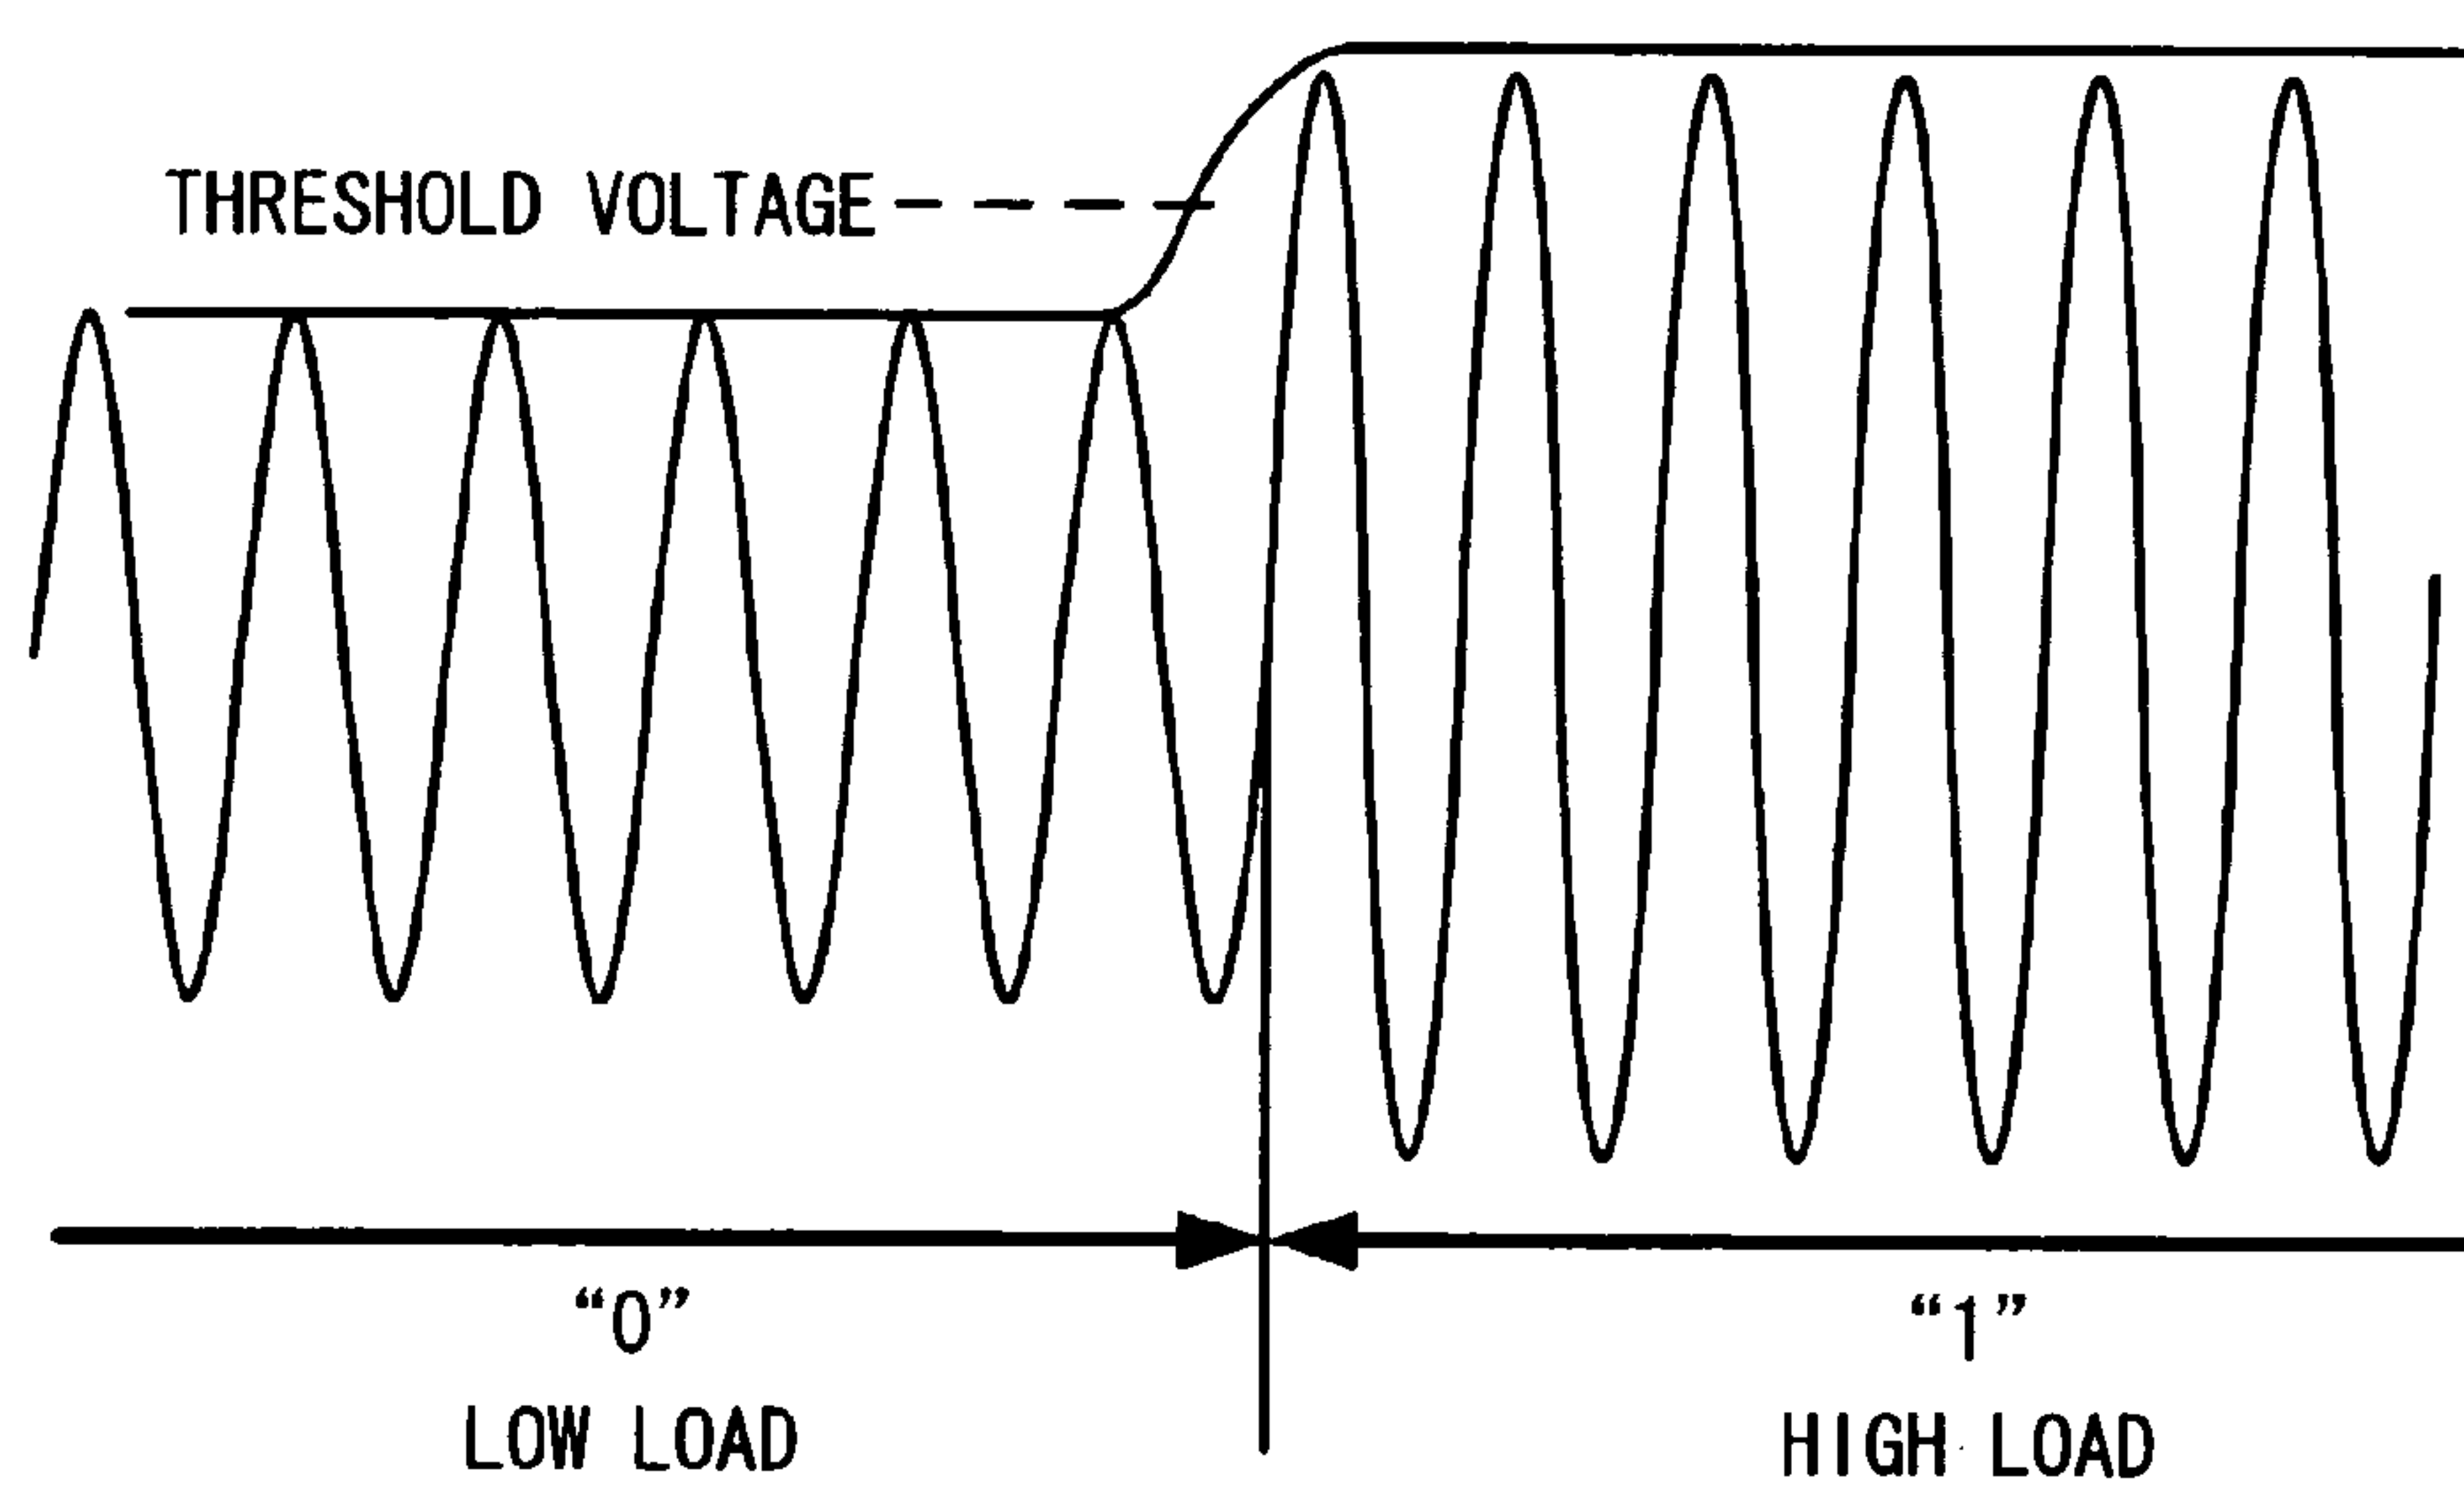 THRESHOLD VOLTAGE
“0”
“1”
LOW LOAD
HIGH LOAD